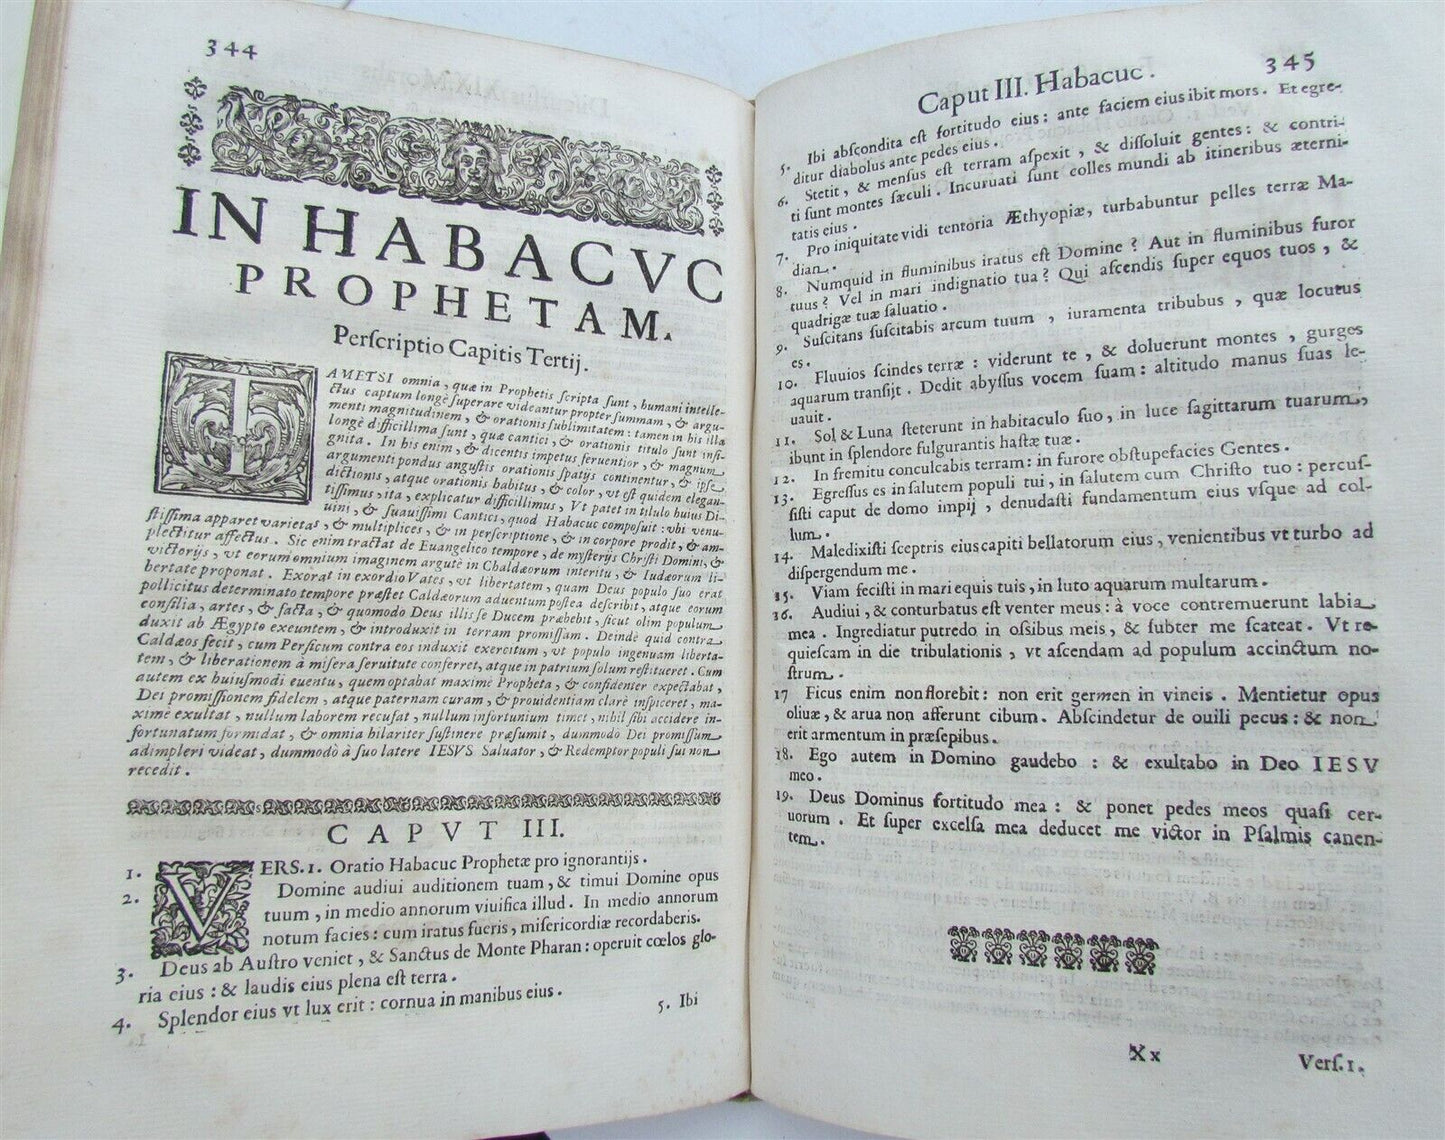 344
IN HABACVC
PROPHETAM.
Perſcriptio Capitis Tertij.
TAMETSI omnia, quæ in Prophetis ſcripta ſunt, humani intelle-
ctus captum longè ſuperare videantur propter ſummam, & argu-
menti magnitudinem, & orationis ſublimitatem: tamen in his illa
longè difficillima ſunt, quæ cantici, & orationis titulo ſunt inſi-
gnita. In his enim, & dicentis impetus feruentior, & magnum
argumenti pondus anguſtis orationis ſpatijs continentur, & ipſe
dictionis, atque orationis habitus, & color, vt eſt quidem elegan-
tiſſimus, ita, explicatur difficillimus, Vt patet in titulo huius Di-
uini, & ſuauiſſimi Cantici, quod Habacuc compoſuit: vbi venu-
ſtiſſima apparet varietas, & multiplices, & in perſcriptione, & in corpore prodit, & am-
plectitur affectus. Sic enim tractat de Euangelico tempore, de myſterijs Chriſti Domini, &
victorijs, vt eorum omnium imaginem argutè in Chaldæorum interitu, & Iudæorum li-
bertate proponat. Exorat in exordio Vates, vt libertatem, quam Deus populo ſuo erat
pollicitus determinato tempore præſtet Caldæorum aduentum poſtea deſcribit, atque eorum
conſilia, artes, & facta, & quomodo Deus illis ſe Ducem præbebit, ſicut olim populum
duxit ab Ægypto exeuntem, & introduxit in terram promiſſam. Deindè quid contra
Caldæos fecit, cum Perſicum contra eos induxit exercitum, vt populo ingenuam liberta-
tem, & liberationem à miſera ſeruitute conferret, atque in patrium ſolum reſtitueret. Cum
autem ex huiuſmodi euentu, quem optabat maximè Propheta, & confidenter expectabat,
Dei promiſſionem fidelem, atque paternam curam, & prouidentiam clarè inſpiceret, ma-
ximè exultat, nullum laborem recuſat, nullum infortunium timet, nihil ſibi accidere in-
fortunatum formidat, & omnia hilariter ſuſtinere præſumit, dummodo Dei promiſſum
adimpleri videat, dummodò à ſuo latere IESVS Saluator, & Redemptor populi ſui non
recedit.
CAPVT III.
1. VERS. 1. Oratio Habacuc Prophetæ pro ignorantijs.
2. Domine audiui auditionem tuam, & timui Domine opus
tuum, in medio annorum viuifica illud. In medio annorum
notum facies: cum iratus fueris, miſericordiæ recordaberis.
3. Deus ab Auſtro veniet, & Sanctus de Monte Pharan: operuit cœlos glo-
ria eius: & laudis eius plena eſt terra.
4. Splendor eius vt lux erit: cornua in manibus eius.
5. Ibi
Caput III. Habacuc. 345
5. Ibi abſcondita eſt fortitudo eius: ante faciem eius ibit mors. Et egre-
ditur diabolus ante pedes eius.
6. Stetit, & menſus eſt terram aſpexit, & diſſoluit gentes: & contri-
ti ſunt montes ſæculi. Incuruati ſunt colles mundi ab itineribus æterni-
tatis eius.
7. Pro iniquitate vidi tentoria Æthyopiæ, turbabuntur pelles terræ Ma-
dian.
8. Numquid in fluminibus iratus eſt Domine? Aut in fluminibus furor
tuus? Vel in mari indignatio tua? Qui aſcendis ſuper equos tuos, &
quadrigæ tuæ ſaluatio.
9. Suſcitans ſuſcitabis arcum tuum, iuramenta tribubus, quæ locutus
es.
10. Fluuios ſcindes terræ: viderunt te, & doluerunt montes, gurges
aquarum tranſijt. Dedit abyſſus vocem ſuam: altitudo manus ſuas le-
uauit.
11. Sol & Luna ſteterunt in habitaculo ſuo, in luce ſagittarum tuarum,
ibunt in ſplendore fulgurantis haſtæ tuæ.
12. In fremitu conculcabis terram: in furore obſtupefacies Gentes.
13. Egreſſus es in ſalutem populi tui, in ſalutem cum Chriſto tuo: percuſ-
ſiſti caput de domo impij, denudaſti fundamentum eius vſque ad col-
lum.
14. Maledixiſti ſceptris eius capiti bellatorum eius, venientibus vt turbo ad
diſpergendum me.
15. Viam feciſti in mari equis tuis, in luto aquarum multarum.
16. Audiui, & conturbatus eſt venter meus: à voce contremuerunt labia
mea. Ingrediatur putredo in oſſibus meis, & ſubter me ſcateat. Vt re-
quieſcam in die tribulationis, vt aſcendam ad populum accinctum no-
ſtrum.
17 Ficus enim non florebit: non erit germen in vineis. Mentietur opus
oliuæ, & arua non afferunt cibum. Abſcindetur de ouili pecus: & non
erit armentum in præſepibus.
18. Ego autem in Domino gaudebo: & exultabo in Deo IESV
meo.
19. Deus Dominus fortitudo mea: & ponet pedes meos quaſi cer-
uorum. Et ſuper excelſa mea deducet me victor in Pſalmis canen-
tem.
Xx
Verſ. 1.